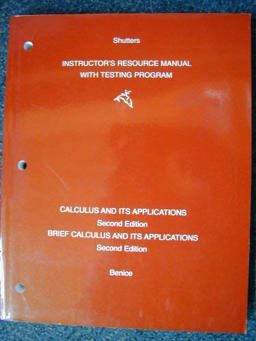 Shutters
INSTRUCTOR'S RESOURCE MANUAL
WITH TESTING PROGRAM
CALCULUS AND ITS APPLICATIONS
Second Edition
BRIEF CALCULUS AND ITS APPLICATIONS
Second Edition
Benice